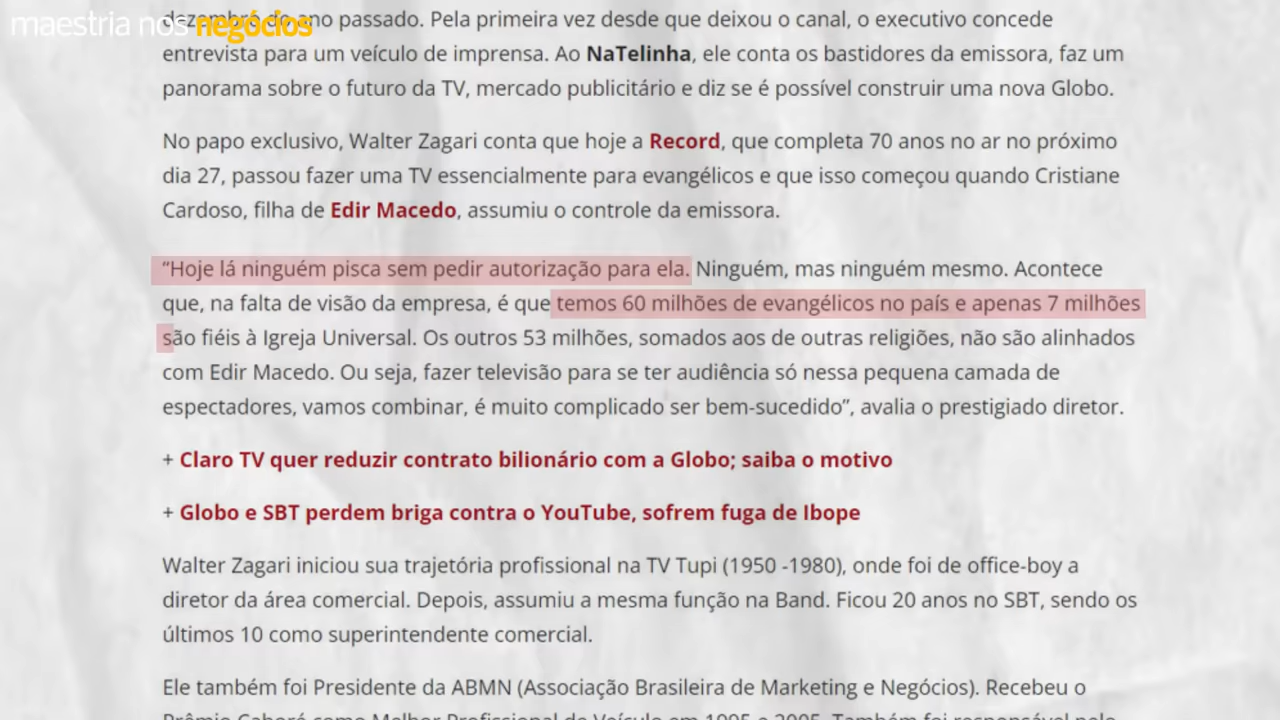 maestria nos negócios
passado. Pela primeira vez desde que deixou o canal, o executivo concede
entrevista para um veículo de imprensa. Ao NaTelinha, ele conta os bastidores da emissora, faz um
panorama sobre o futuro da TV, mercado publicitário e diz se é possível construir uma nova Globo.
No papo exclusivo, Walter Zagari conta que hoje a Record, que completa 70 anos no ar no próximo
dia 27, passou fazer uma TV essencialmente para evangélicos e que isso começou quando Cristiane
Cardoso, filha de Edir Macedo, assumiu o controle da emissora.
“Hoje lá ninguém pisca sem pedir autorização para ela. Ninguém, mas ninguém mesmo. Acontece
que, na falta de visão da empresa, é que temos 60 milhões de evangélicos no país e apenas 7 milhões
são fiéis à Igreja Universal. Os outros 53 milhões, somados aos de outras religiões, não são alinhados
com Edir Macedo. Ou seja, fazer televisão para se ter audiência só nessa pequena camada de
espectadores, vamos combinar, é muito complicado ser bem-sucedido”, avalia o prestigiado diretor.
+ Claro TV quer reduzir contrato bilionário com a Globo; saiba o motivo
+ Globo e SBT perdem briga contra o YouTube, sofrem fuga de Ibope
Walter Zagari iniciou sua trajetória profissional na TV Tupi (1950 -1980), onde foi de office-boy a
diretor da área comercial. Depois, assumiu a mesma função na Band. Ficou 20 anos no SBT, sendo os
últimos 10 como superintendente comercial.
Ele também foi Presidente da ABMN (Associação Brasileira de Marketing e Negócios). Recebeu o